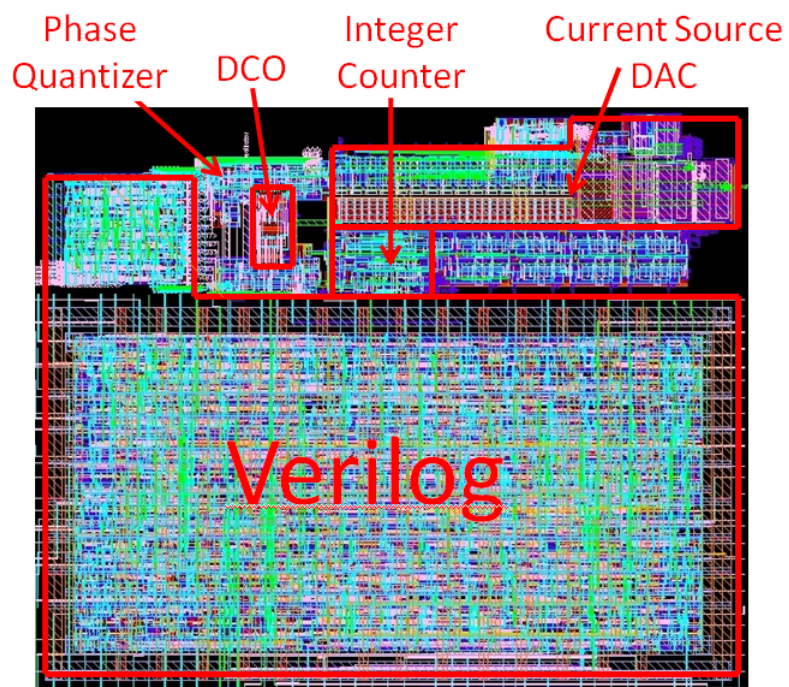 Phase
Quantizer
DCO
Integer
Counter
Current Source
DAC
Verilog